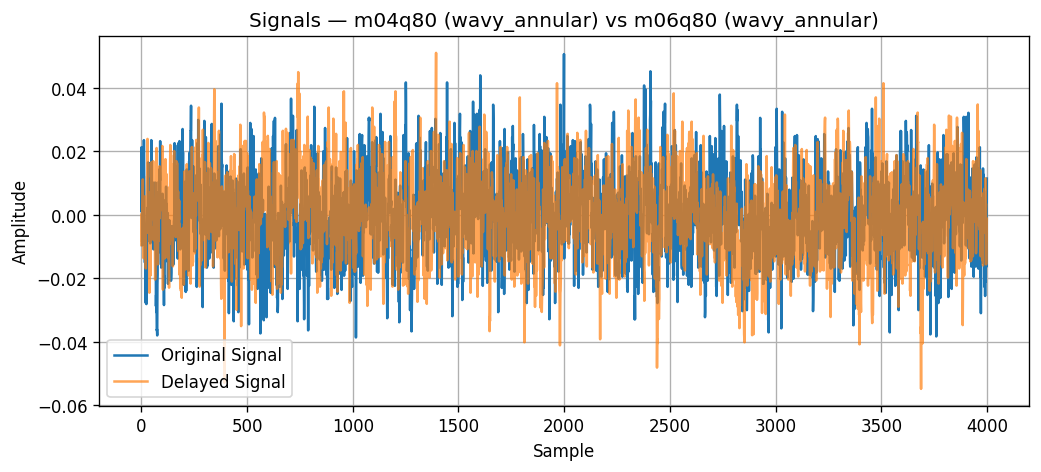 Signals — m04q80 (wavy_annular) vs m06q80 (wavy_annular)
Amplitude
0.04
0.02
0.00
−0.02
−0.04
−0.06
Original Signal
Delayed Signal
0 500 1000 1500 2000 2500 3000 3500 4000
Sample